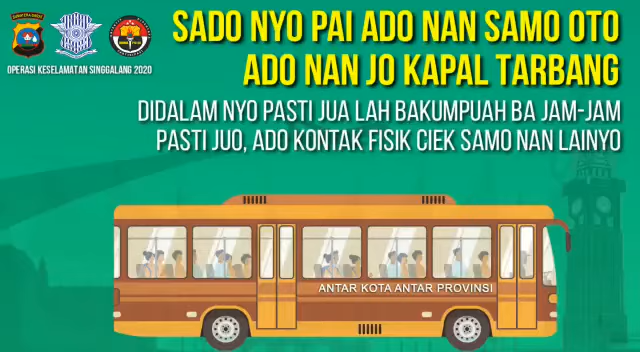 SADO NYO PAI ADO NAN SAMO OTO
ADO NAN JO KAPAL TARBANG
OPERASI KESELAMATAN SINGGALANG 2020
DIDALAM NYO PASTI JUA LAH BAKUMPUAH BA JAM-JAM
PASTI JUO, ADO KONTAK FISIK CIEK SAMO NAN LAINYO
ANTAR KOTA ANTAR PROVINSI